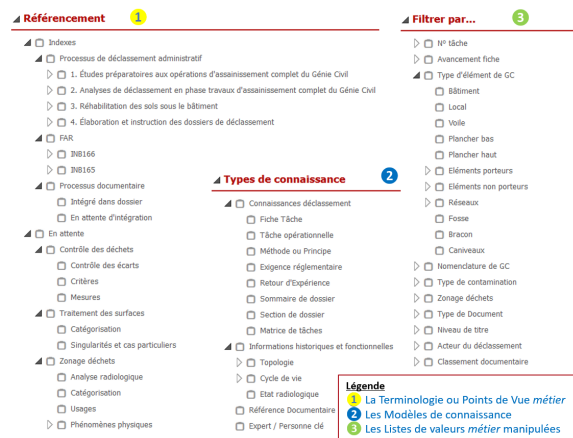 Référencement 1
Indexes
Processus de déclassement administratif
1. Études préparatoires aux opérations d'assainissement complet du Génie Civil
2. Analyses de déclassement en phase travaux d'assainissement complet du Génie Civil
3. Réhabilitation des sols sous le bâtiment
4. Élaboration et instruction des dossiers de déclassement
FAR
INB166
INB165
Processus documentaire
Intégré dans dossier
En attente d'intégration
En attente
Contrôle des déchets
Contrôle des écarts
Critères
Mesures
Traitement des surfaces
Catégorisation
Singularités et cas particuliers
Zonage déchets
Analyse radiologique
Catégorisation
Usages
Phénomènes physiques
Types de connaissance 2
Connaissances déclassement
Fiche Tâche
Tâche opérationnelle
Méthode ou Principe
Exigence réglementaire
Retour d'Expérience
Sommaire de dossier
Section de dossier
Matrice de tâches
Informations historiques et fonctionnelles
Topologie
Cycle de vie
Etat radiologique
Référence Documentaire
Expert / Personne clé
Filtrer par... 3
N° tâche
Avancement fiche
Type d'élément de GC
Bâtiment
Local
Voile
Plancher bas
Plancher haut
Eléments porteurs
Eléments non porteurs
Réseaux
Fosse
Bracon
Caniveaux
Nomenclature de GC
Type de contamination
Zonage déchets
Type de Document
Niveau de titre
Acteur du déclassement
Classement documentaire
Légende
1 La Terminologie ou Points de Vue métier
2 Les Modèles de connaissance
3 Les Listes de valeurs métier manipulées